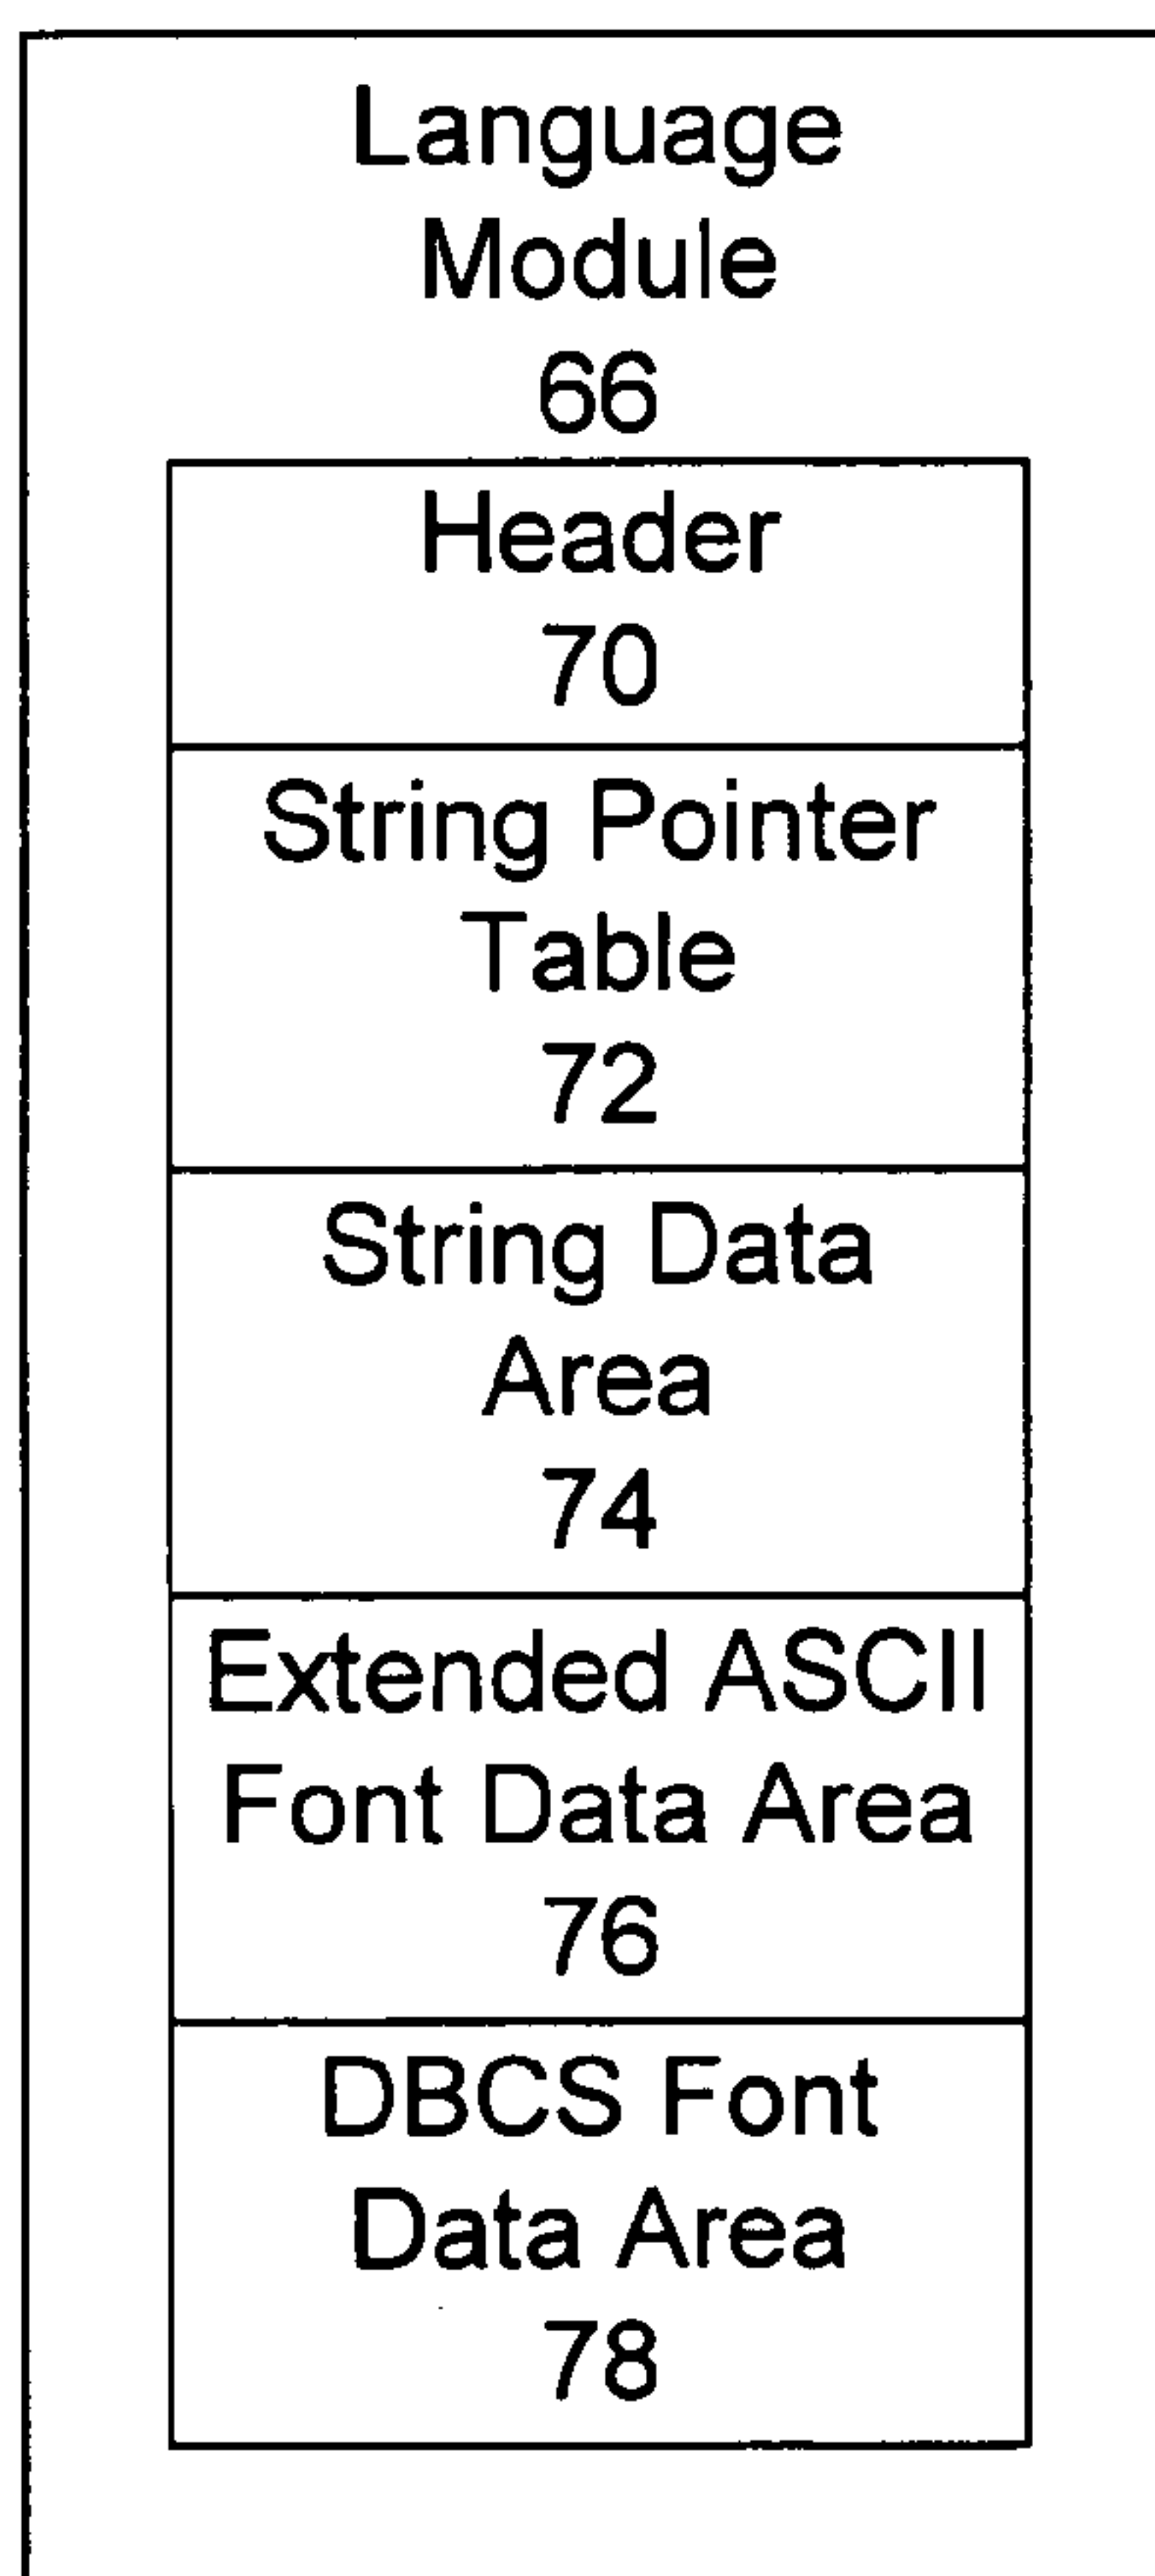 Language
Module
66
Header
70
String Pointer
Table
72
String Data
Area
74
Extended ASCII
Font Data Area
76
DBCS Font
Data Area
78